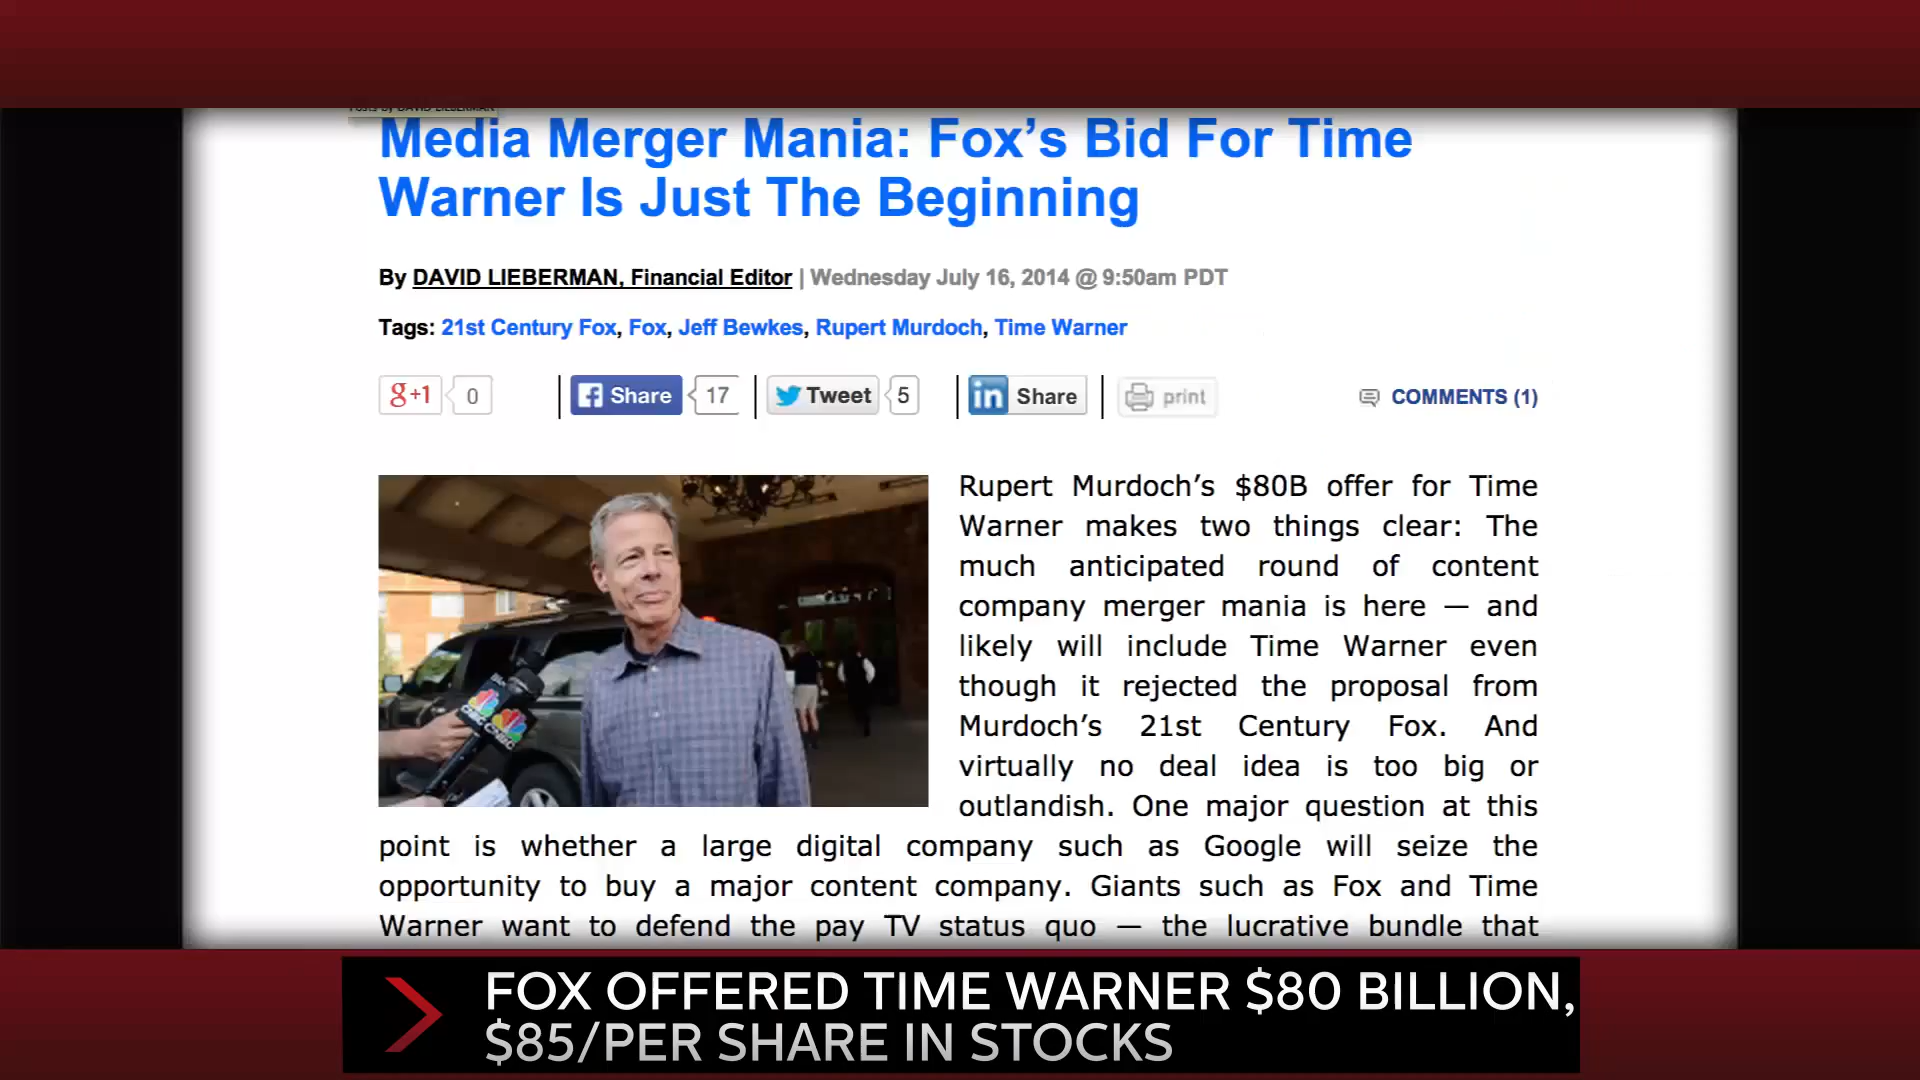 Posts by DAVID LIEBERMAN
Media Merger Mania: Fox’s Bid For Time
Warner Is Just The Beginning
By DAVID LIEBERMAN, Financial Editor | Wednesday July 16, 2014 @ 9:50am PDT
Tags: 21st Century Fox, Fox, Jeff Bewkes, Rupert Murdoch, Time Warner
g+1 0 Share 17 Tweet 5 in Share print COMMENTS (1)
Rupert Murdoch’s $80B offer for Time
Warner makes two things clear: The
much anticipated round of content
company merger mania is here — and
likely will include Time Warner even
though it rejected the proposal from
Murdoch’s 21st Century Fox. And
virtually no deal idea is too big or
outlandish. One major question at this
point is whether a large digital company such as Google will seize the
opportunity to buy a major content company. Giants such as Fox and Time
Warner want to defend the pay TV status quo — the lucrative bundle that
CNBC CNBC
FOX OFFERED TIME WARNER $80 BILLION,
$85/PER SHARE IN STOCKS